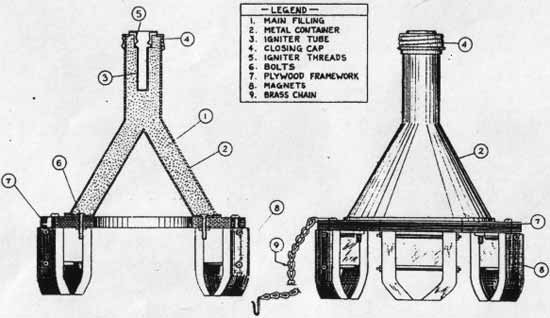 — LEGEND —
1. MAIN FILLING
2. METAL CONTAINER
3. IGNITER TUBE
4. CLOSING CAP
5. IGNITER THREADS
6. BOLTS
7. PLYWOOD FRAMEWORK
8. MAGNETS
9. BRASS CHAIN
5
4
3
1
2
6
7
8
4
2
7
9
8